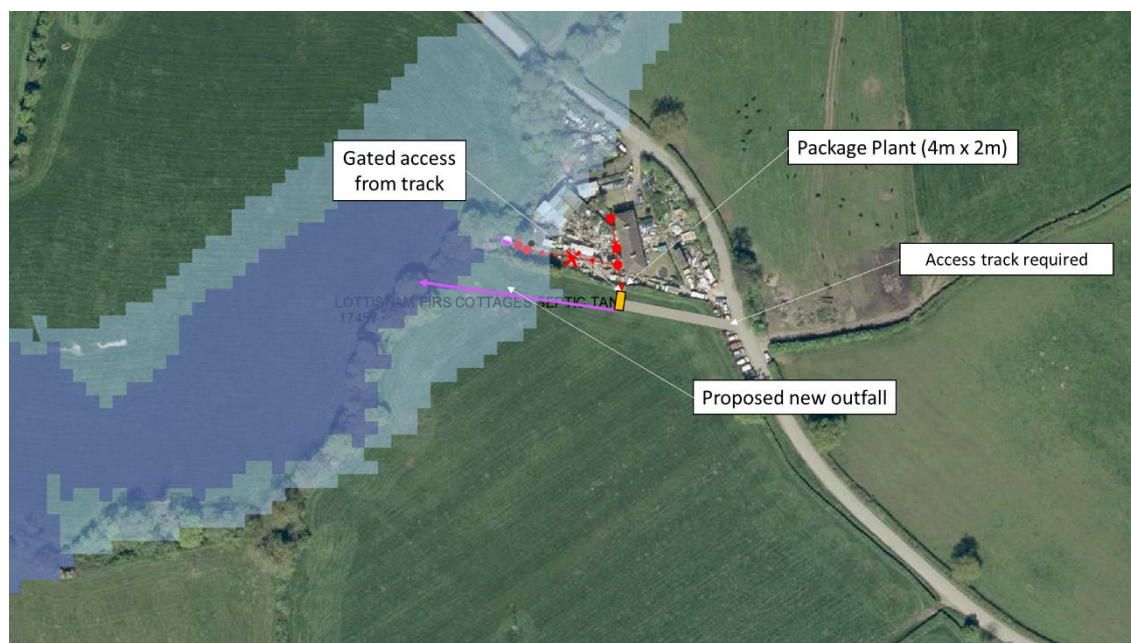 Gated access
from track
Package Plant (4m x 2m)
Access track required
LOTTISHAM FIRS COTTAGES SEPTIC TAN
17457
Proposed new outfall